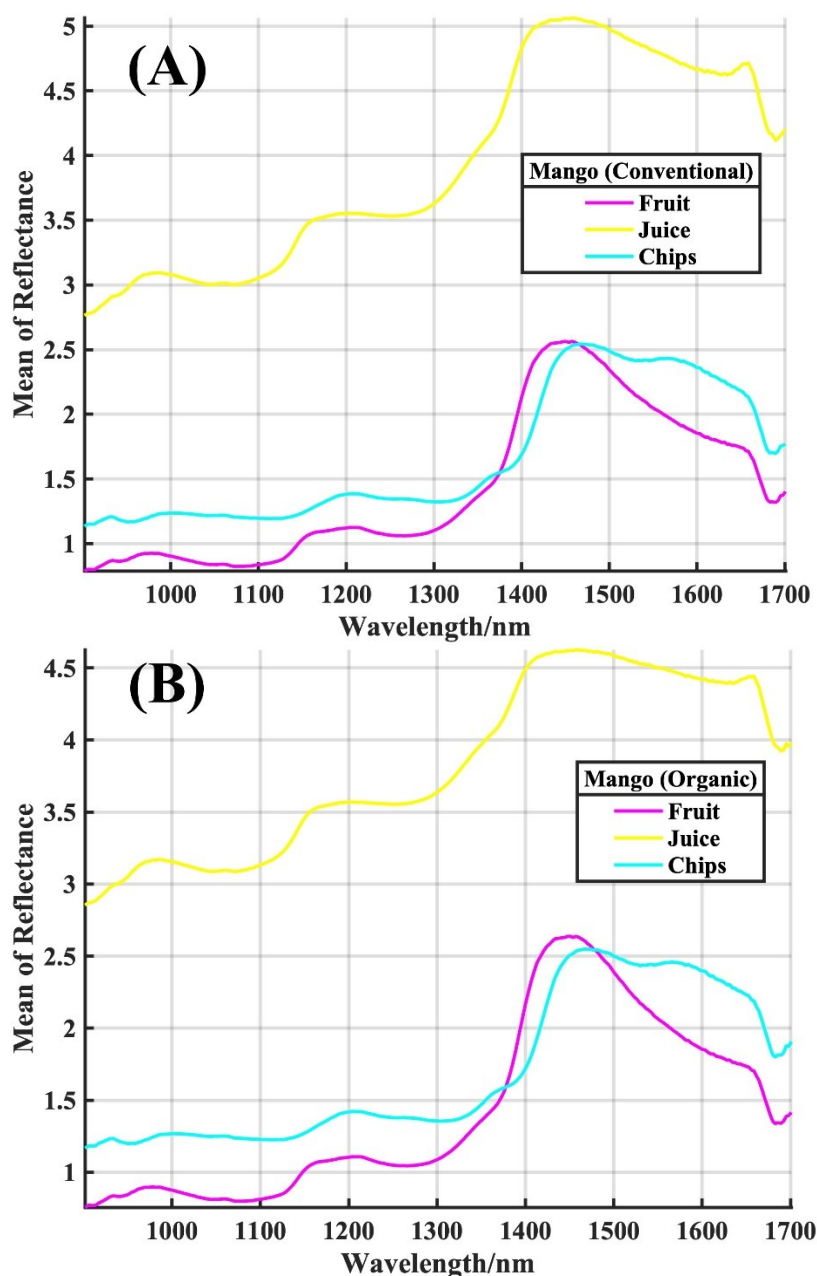 (A)
5
4.5
4
3.5
3
2.5
2
1.5
1
Mean of Reflectance
Mango (Conventional)
Fruit
Juice
Chips
1000 1100 1200 1300 1400 1500 1600 1700
Wavelength/nm
(B)
4.5
4
3.5
3
2.5
2
1.5
1
Mean of Reflectance
Mango (Organic)
Fruit
Juice
Chips
1000 1100 1200 1300 1400 1500 1600 1700
Wavelength/nm